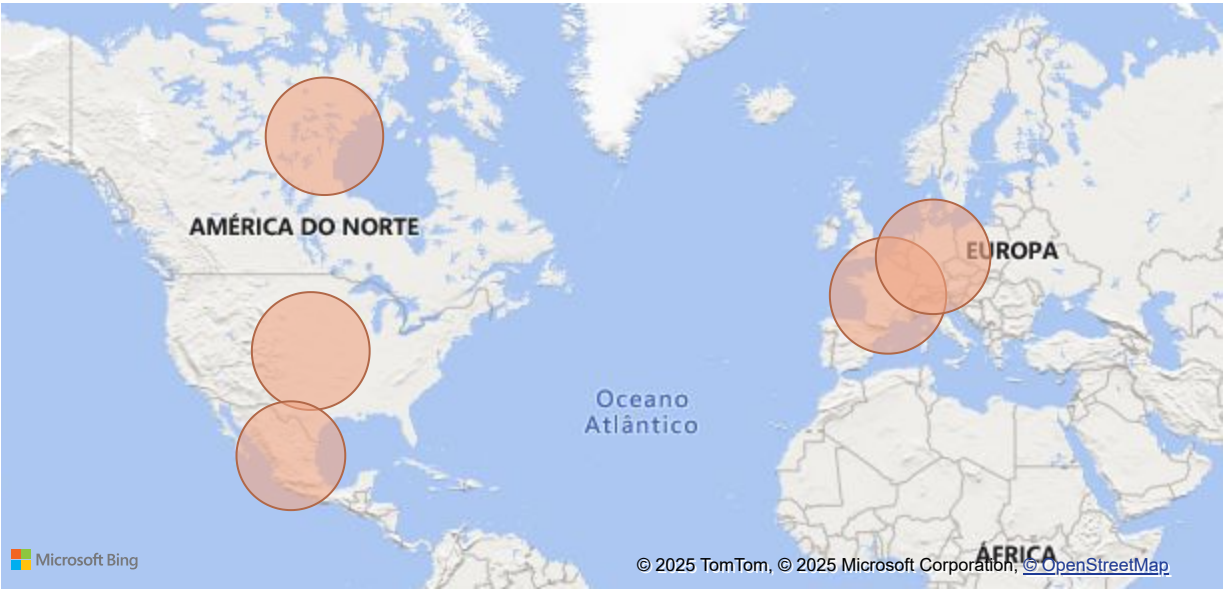 AMÉRICA DO NORTE
EUROPA
Oceano
Atlântico
ÁFRICA
Microsoft Bing
© 2025 TomTom, © 2025 Microsoft Corporation, © OpenStreetMap